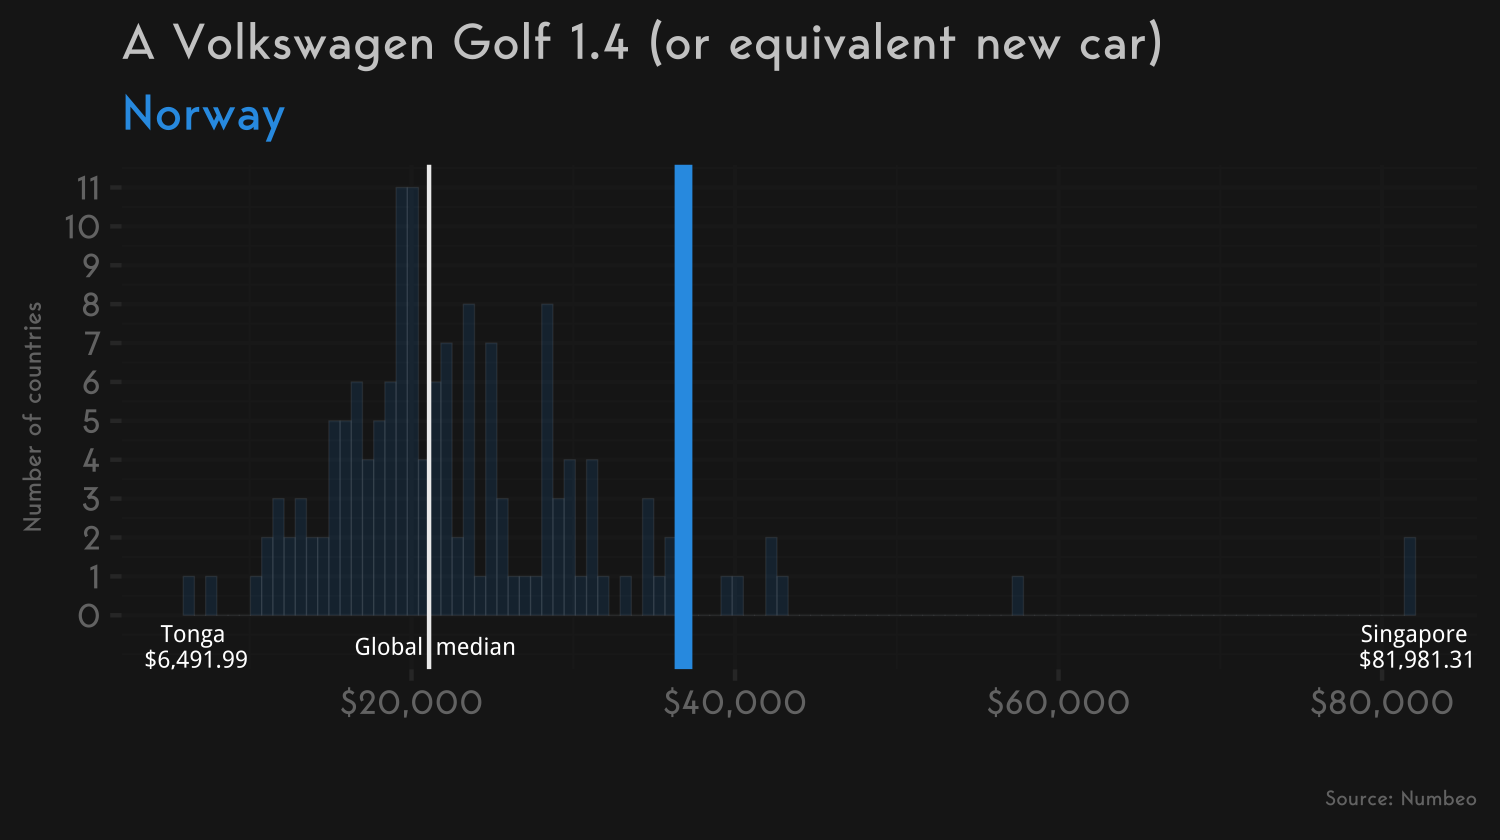 A Volkswagen Golf 1.4 (or equivalent new car)
Norway
Number of countries
11
10
9
8
7
6
5
4
3
2
1
0
Tonga
$6,491.99
Global median
Singapore
$81,981.31
$20,000
$40,000
$60,000
$80,000
Source: Numbeo